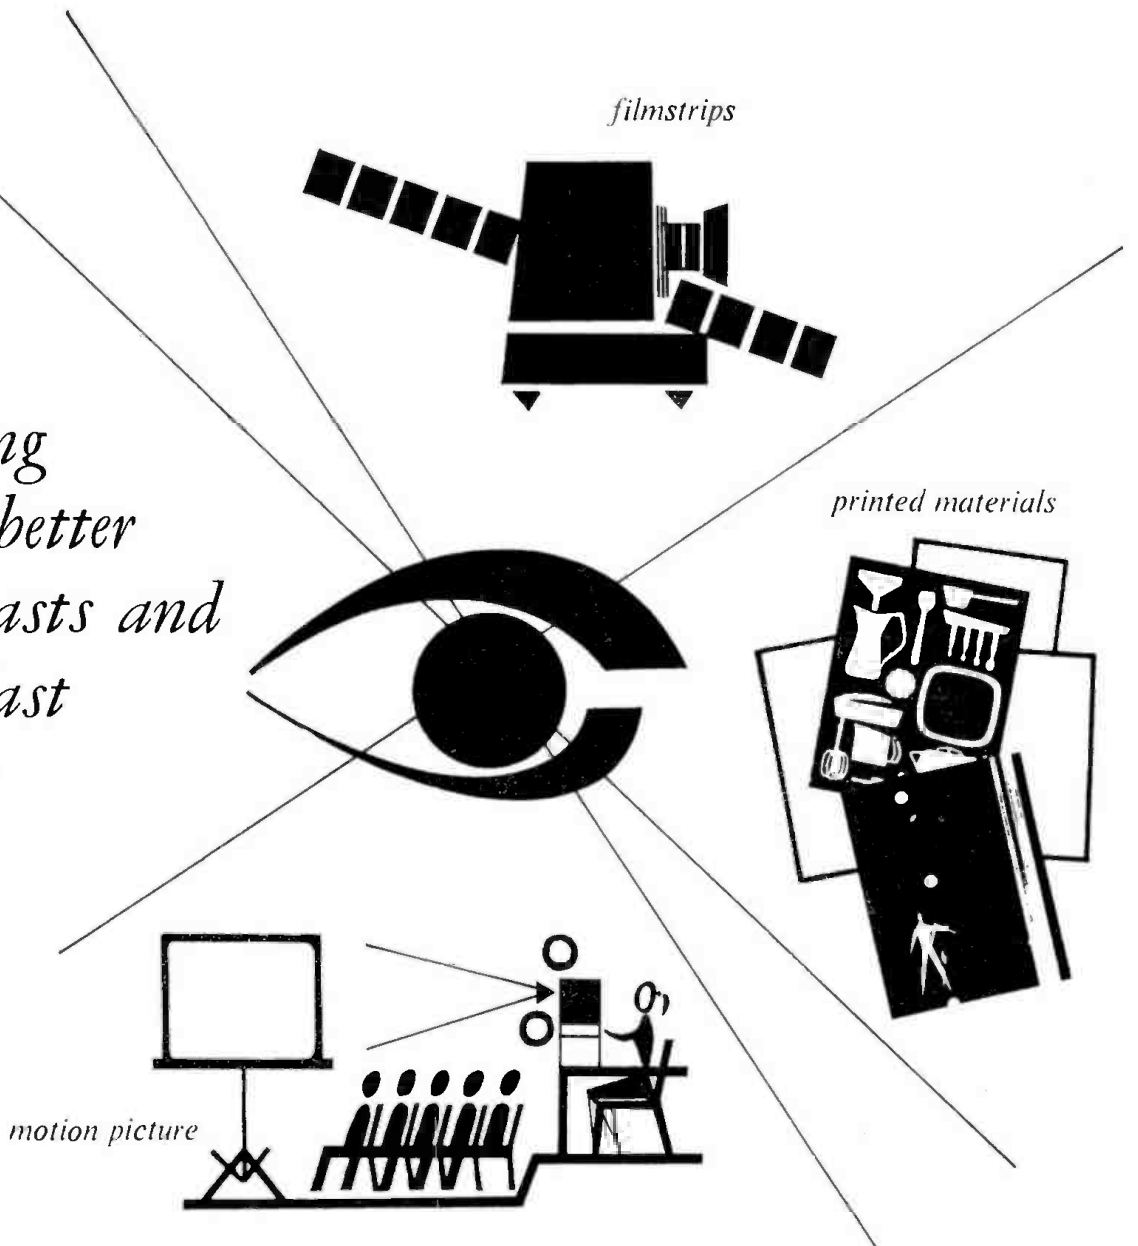 filmstrips
ng
better
asts and
ast
printed materials
motion picture